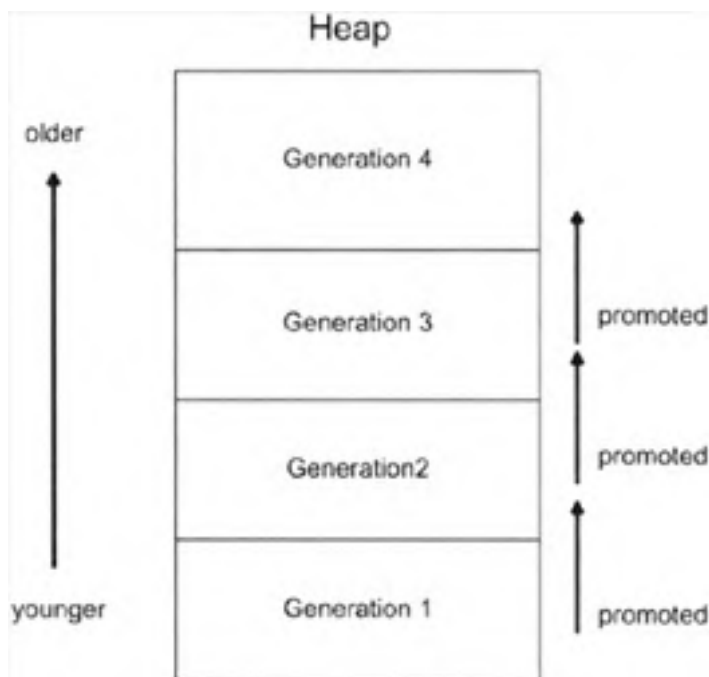 Heap
older
Generation 4
Generation 3
promoted
Generation2
promoted
younger
Generation 1
promoted